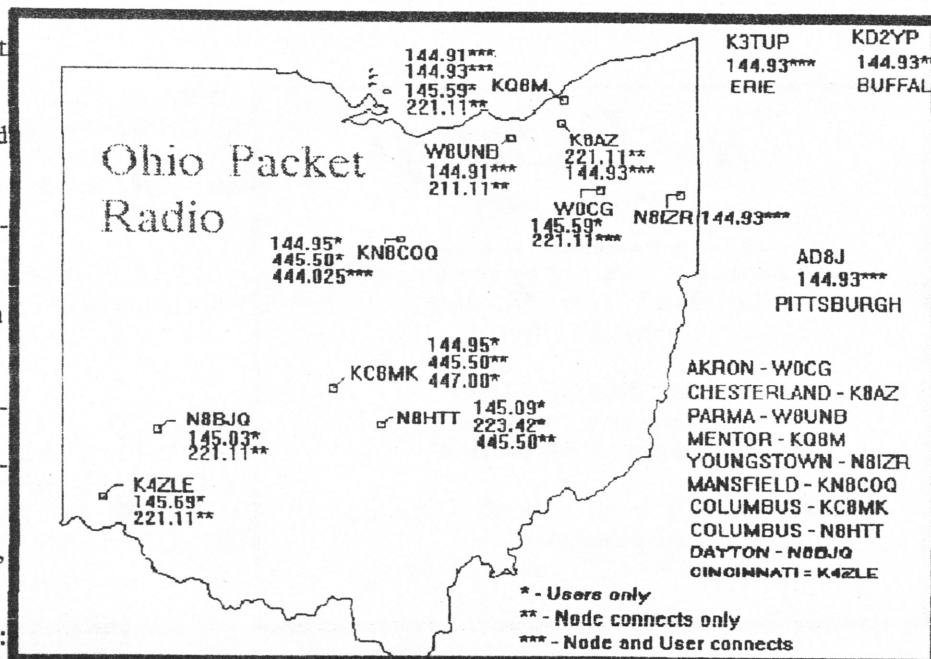 144.91***
144.93***
145.59*
221.11**
KQ8M
K3TUP
144.93***
ERIE
KD2YP
144.93**
BUFFAL
Ohio Packet
Radio
W8UNB
144.91***
211.11**
K8AZ
221.11**
144.93***
W0CG
145.59*
221.11***
N8IZR 144.93***
144.95*
445.50*
444.025***
KN8COQ
AD8J
144.93***
PITTSBURGH
KC8MK
144.95*
445.50**
447.00*
N8HTT
145.09*
223.42*
445.50**
N8BJQ
145.03*
221.11**
K4ZLE
145.69*
221.11**
AKRON - W0CG
CHESTERLAND - K8AZ
PARMA - W8UNB
MENTOR - KQ8M
YOUNGSTOWN - N8IZR
MANSFIELD - KN8COQ
COLUMBUS - KC8MK
COLUMBUS - N8HTT
DAYTON - N8BJQ
CINCINNATI = K4ZLE
* - Users only
** - Node connects only
*** - Node and User connects